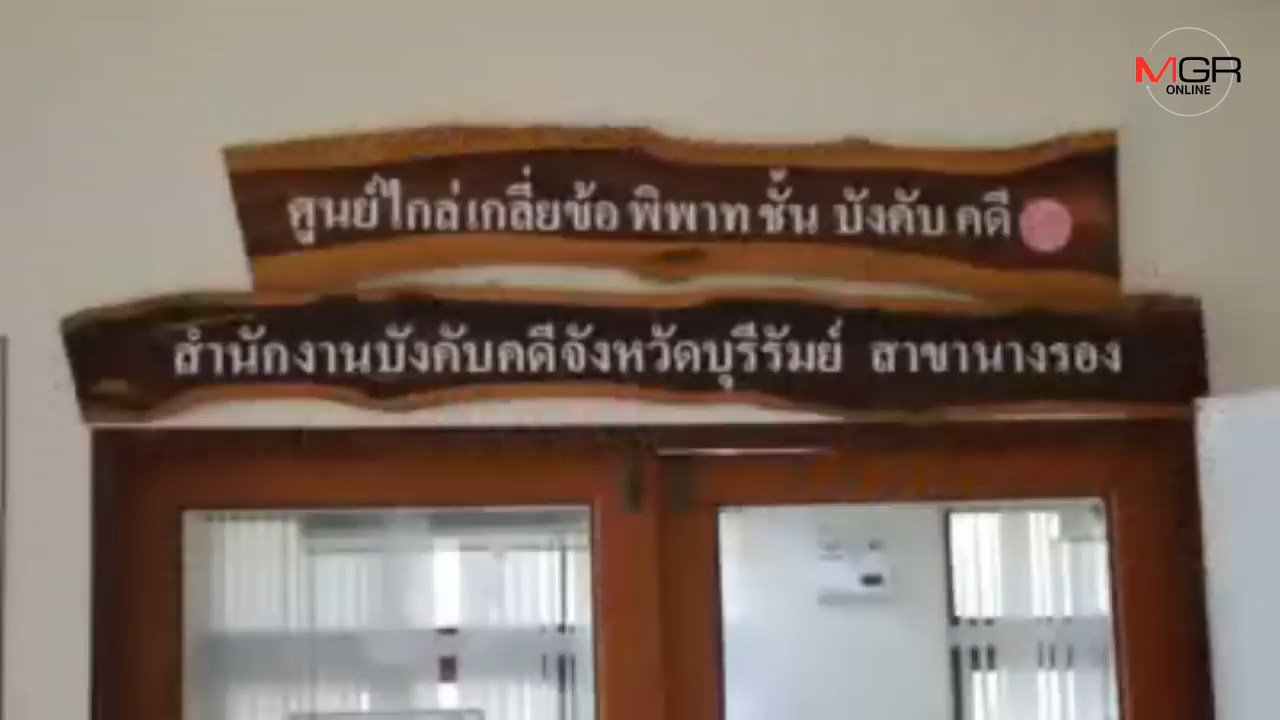 MGR
ONLINE
ศูนย์ไกล่เกลี่ยข้อพิพาทชั้น บังคับคดี
สำนักงานบังคับคดีจังหวัดบุรีรัมย์ สาขานางรอง